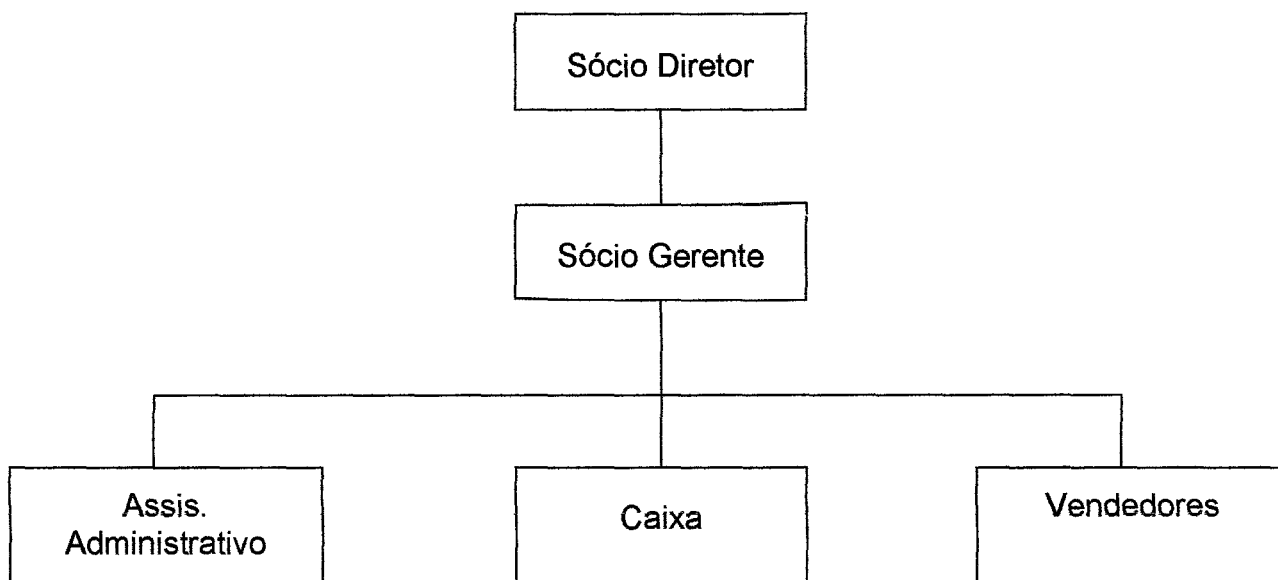 Sócio Diretor
Sócio Gerente
Assis.
Administrativo
Caixa
Vendedores